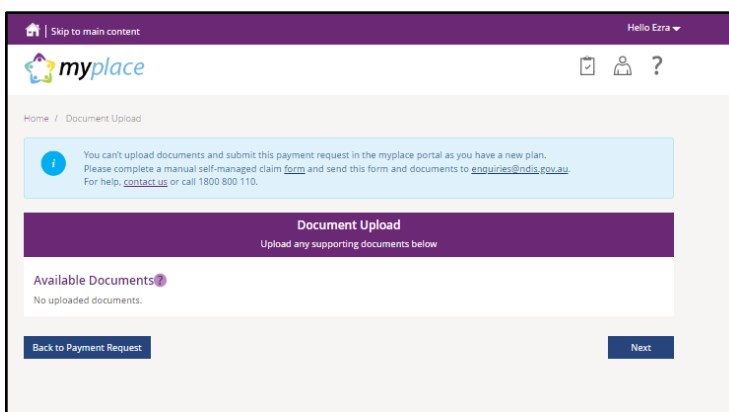 Skip to main content
Hello Ezra
myplace
?
Home / Document Upload
i
You can't upload documents and submit this payment request in the myplace portal as you have a new plan.
Please complete a manual self-managed claim form and send this form and documents to enquiries@ndis.gov.au.
For help, contact us or call 1800 800 110.
Document Upload
Upload any supporting documents below
Available Documents?
No uploaded documents.
Back to Payment Request
Next